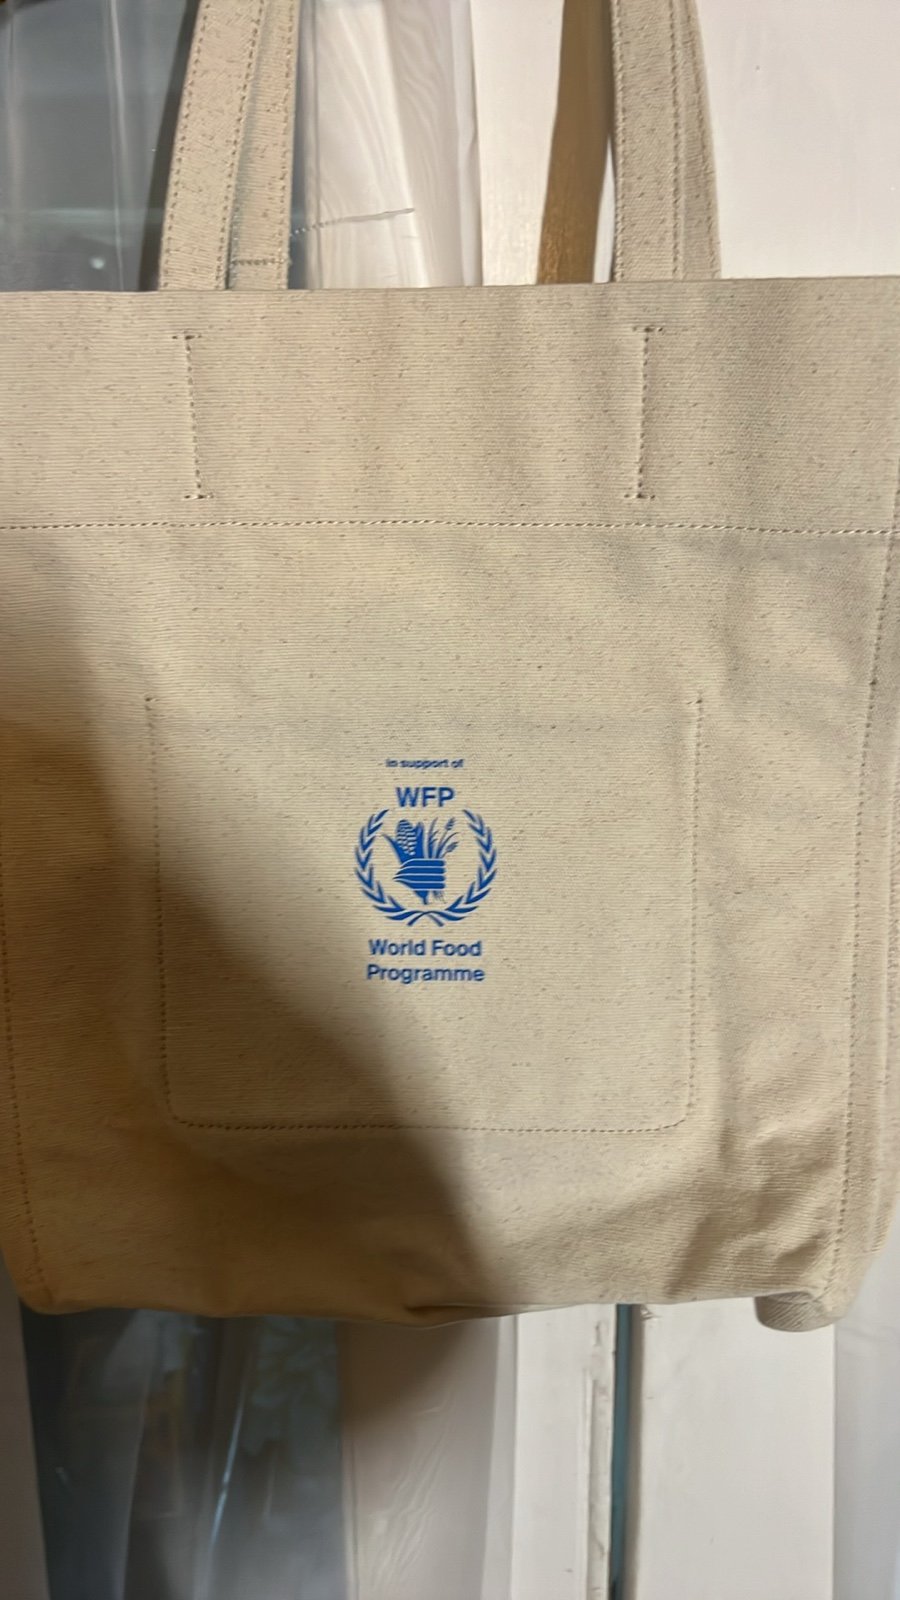 in support of
WFP
World Food
Programme